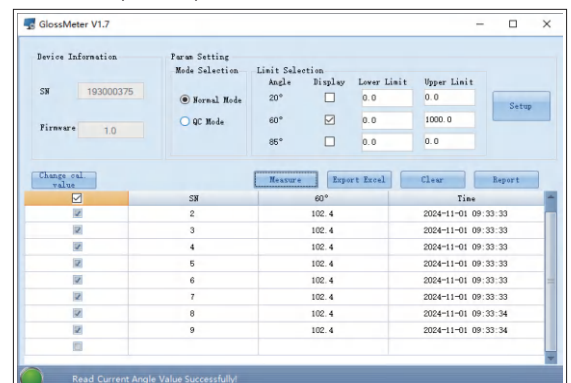 GlossMeter V1.7
Device Information
SN 193000375
Firmware 1.0
Param Setting
Mode Selection
Normal Mode
QC Mode
Limit Selection
Angle Display Lower Limit Upper Limit
20° 0.0 0.0
60° 0.0 1000.0
85° 0.0 0.0
Setup
Change cal. value
Measure Export Excel Clear Report
SN 60° Time
2 102.4 2024-11-01 09:33:33
3 102.4 2024-11-01 09:33:33
4 102.4 2024-11-01 09:33:33
5 102.4 2024-11-01 09:33:33
6 102.4 2024-11-01 09:33:33
7 102.4 2024-11-01 09:33:33
8 102.4 2024-11-01 09:33:34
9 102.4 2024-11-01 09:33:34
Read Current Angle Value Successfully!